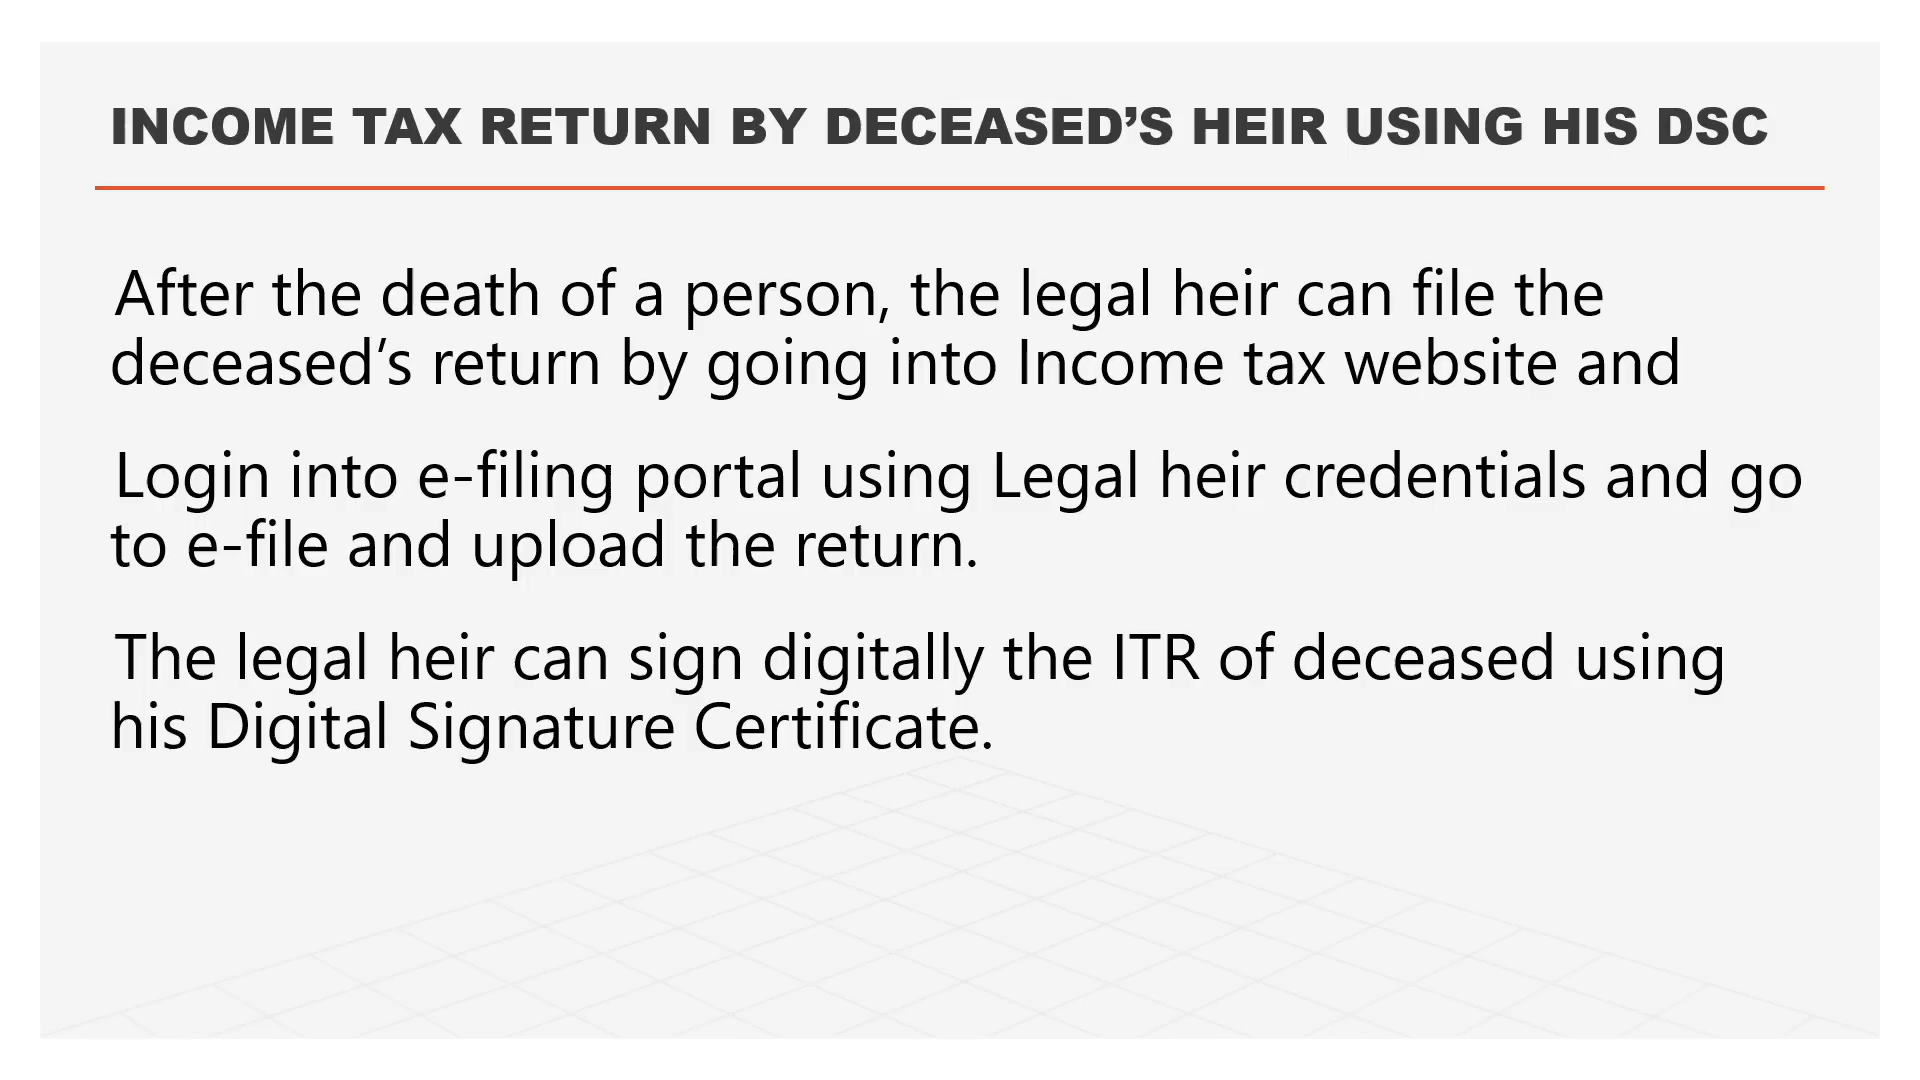 INCOME TAX RETURN BY DECEASED’S HEIR USING HIS DSC
After the death of a person, the legal heir can file the
deceased’s return by going into Income tax website and
Login into e-filing portal using Legal heir credentials and go
to e-file and upload the return.
The legal heir can sign digitally the ITR of deceased using
his Digital Signature Certificate.